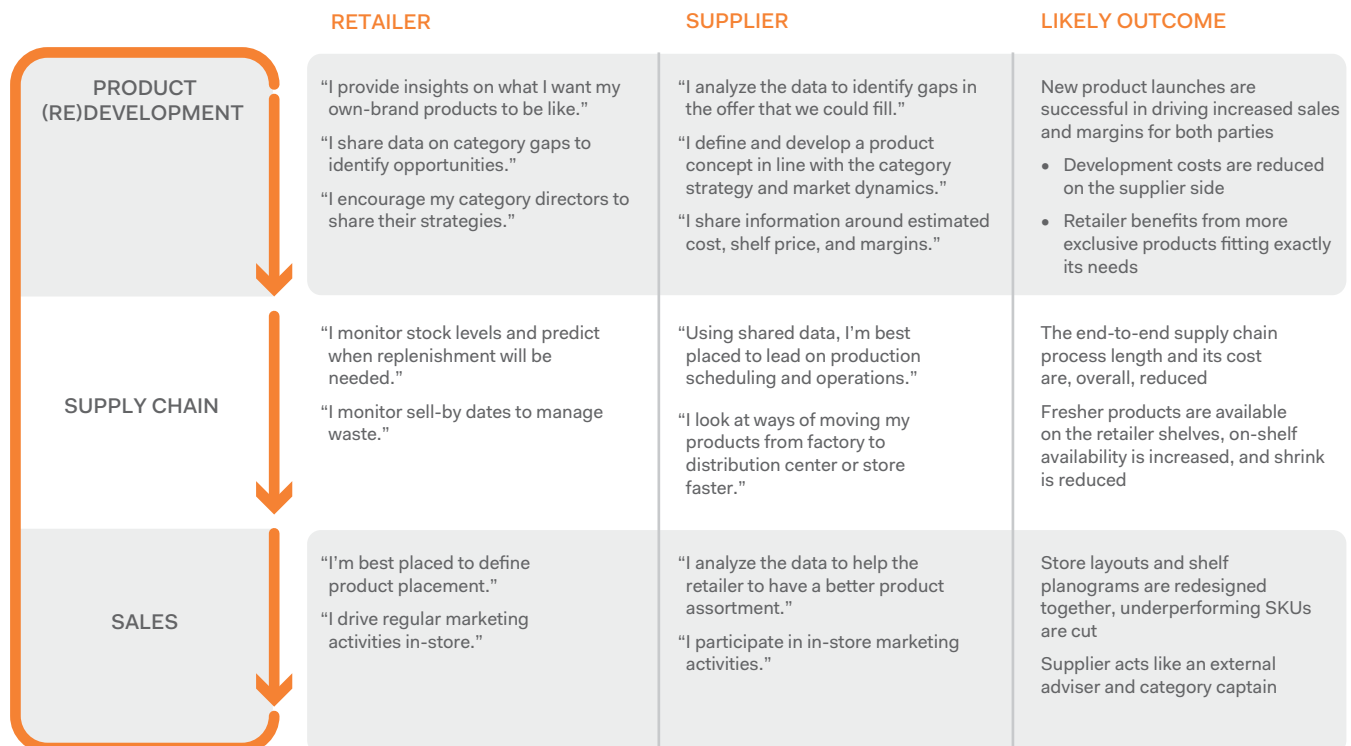 RETAILER
SUPPLIER
LIKELY OUTCOME
PRODUCT
(RE)DEVELOPMENT
“I provide insights on what I want my
own-brand products to be like.”
“I share data on category gaps to
identify opportunities.”
“I encourage my category directors to
share their strategies.”
“I analyze the data to identify gaps in
the offer that we could fill.”
“I define and develop a product
concept in line with the category
strategy and market dynamics.”
“I share information around estimated
cost, shelf price, and margins.”
New product launches are
successful in driving increased sales
and margins for both parties
• Development costs are reduced
on the supplier side
• Retailer benefits from more
exclusive products fitting exactly
its needs
SUPPLY CHAIN
“I monitor stock levels and predict
when replenishment will be
needed.”
“I monitor sell-by dates to manage
waste.”
“Using shared data, I’m best
placed to lead on production
scheduling and operations.”
“I look at ways of moving my
products from factory to
distribution center or store
faster.”
The end-to-end supply chain
process length and its cost
are, overall, reduced
Fresher products are available
on the retailer shelves, on-shelf
availability is increased, and shrink
is reduced
SALES
“I’m best placed to define
product placement.”
“I drive regular marketing
activities in-store.”
“I analyze the data to help the
retailer to have a better product
assortment.”
“I participate in in-store marketing
activities.”
Store layouts and shelf
planograms are redesigned
together, underperforming SKUs
are cut
Supplier acts like an external
adviser and category captain